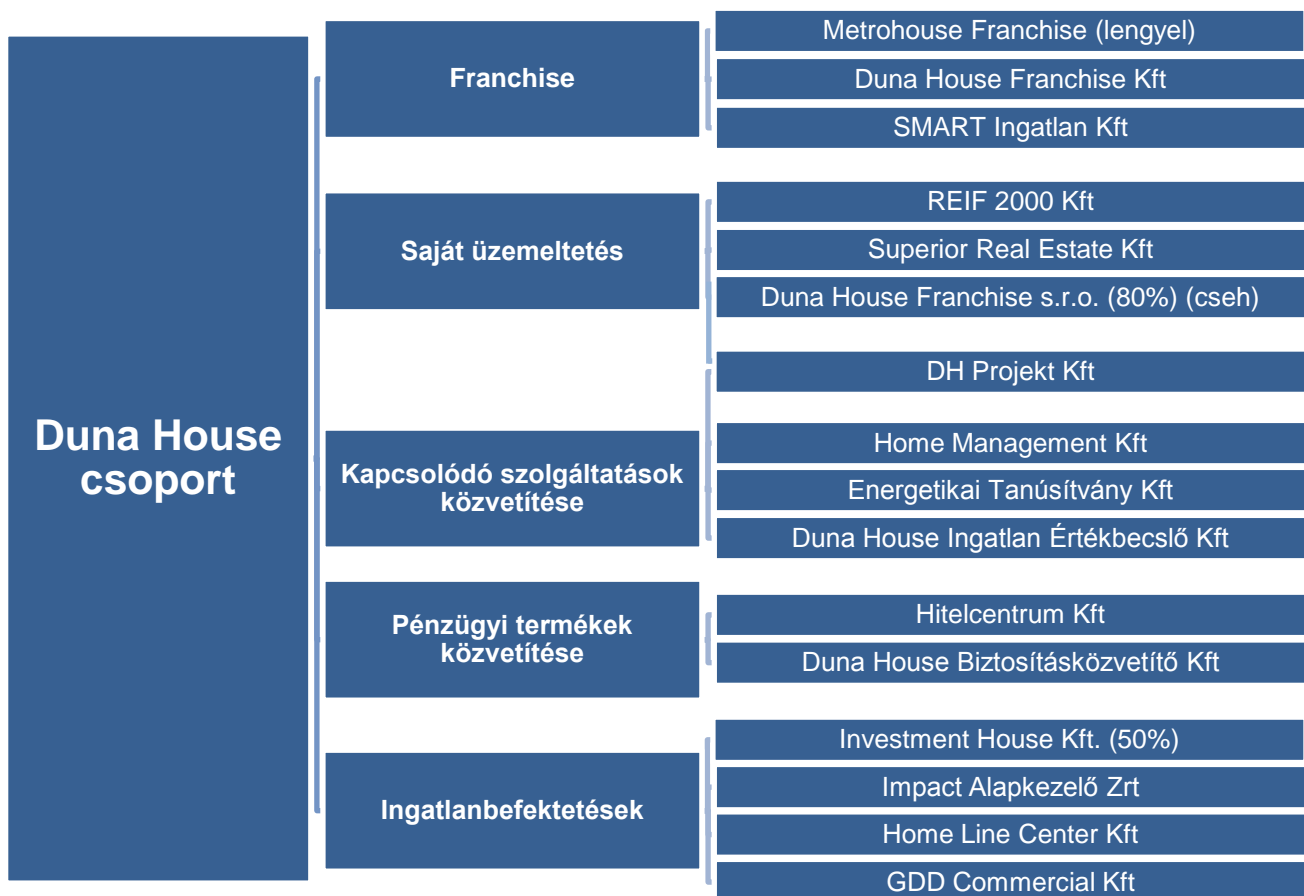 Duna House
csoport
Franchise
Metrohouse Franchise (lengyel)
Duna House Franchise Kft
SMART Ingatlan Kft
Saját üzemeltetés
REIF 2000 Kft
Superior Real Estate Kft
Duna House Franchise s.r.o. (80%) (cseh)
DH Projekt Kft
Kapcsolódó szolgáltatások
közvetítése
Home Management Kft
Energetikai Tanúsítvány Kft
Duna House Ingatlan Értékbecslő Kft
Pénzügyi termékek
közvetítése
Hitelcentrum Kft
Duna House Biztosításközvetítő Kft
Ingatlanbefektetések
Investment House Kft. (50%)
Impact Alapkezelő Zrt
Home Line Center Kft
GDD Commercial Kft